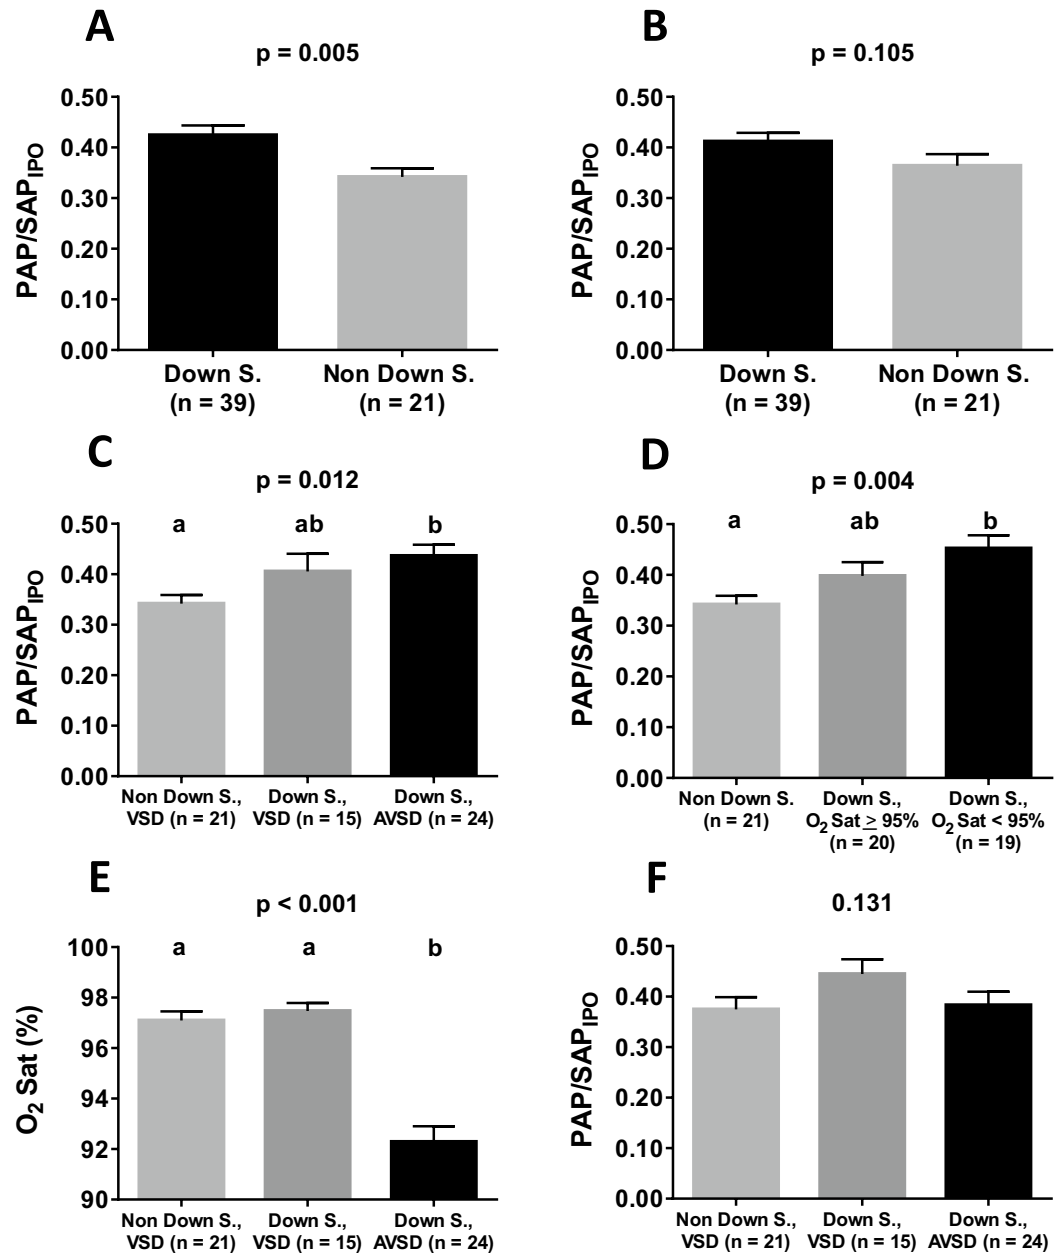 A
p = 0.005
PAP/SAP_IPO
0.50
0.40
0.30
0.20
0.10
0.00
Down S.
(n = 39)
Non Down S.
(n = 21)
B
p = 0.105
PAP/SAP_IPO
0.50
0.40
0.30
0.20
0.10
0.00
Down S.
(n = 39)
Non Down S.
(n = 21)
C
p = 0.012
PAP/SAP_IPO
0.50
0.40
0.30
0.20
0.10
0.00
a
ab
b
Non Down S.,
VSD (n = 21)
Down S.,
VSD (n = 15)
Down S.,
AVSD (n = 24)
D
p = 0.004
PAP/SAP_IPO
0.50
0.40
0.30
0.20
0.10
0.00
a
ab
b
Non Down S.
(n = 21)
Down S.,
O₂ Sat ≥ 95%
(n = 20)
Down S.,
O₂ Sat < 95%
(n = 19)
E
p < 0.001
O₂ Sat (%)
100
98
96
94
92
90
a
a
b
Non Down S.,
VSD (n = 21)
Down S.,
VSD (n = 15)
Down S.,
AVSD (n = 24)
F
0.131
PAP/SAP_IPO
0.50
0.40
0.30
0.20
0.10
0.00
Non Down S.,
VSD (n = 21)
Down S.,
VSD (n = 15)
Down S.,
AVSD (n = 24)